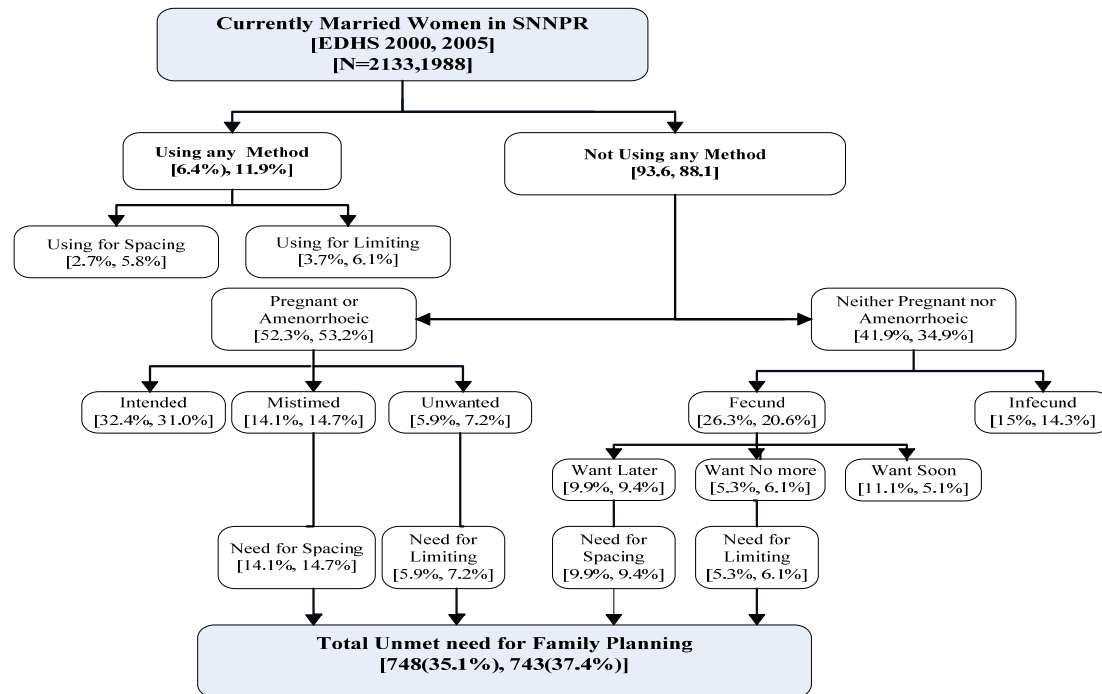 Currently Married Women in SNNPR
[EDHS 2000, 2005]
[N=2133,1988]
Using any Method
[6.4%), 11.9%]
Not Using any Method
[93.6, 88.1]
Using for Spacing
[2.7%, 5.8%]
Using for Limiting
[3.7%, 6.1%]
Pregnant or
Amenorrhoeic
[52.3%, 53.2%]
Neither Pregnant nor
Amenorrhoeic
[41.9%, 34.9%]
Intended
[32.4%, 31.0%]
Mistimed
[14.1%, 14.7%]
Unwanted
[5.9%, 7.2%]
Fecund
[26.3%, 20.6%]
Infecund
[15%, 14.3%]
Want Later
[9.9%, 9.4%]
Want No more
[5.3%, 6.1%]
Want Soon
[11.1%, 5.1%]
Need for Spacing
[14.1%, 14.7%]
Need for
Limiting
[5.9%, 7.2%]
Need for
Spacing
[9.9%, 9.4%]
Need for
Limiting
[5.3%, 6.1%]
Total Unmet need for Family Planning
[748(35.1%), 743(37.4%)]